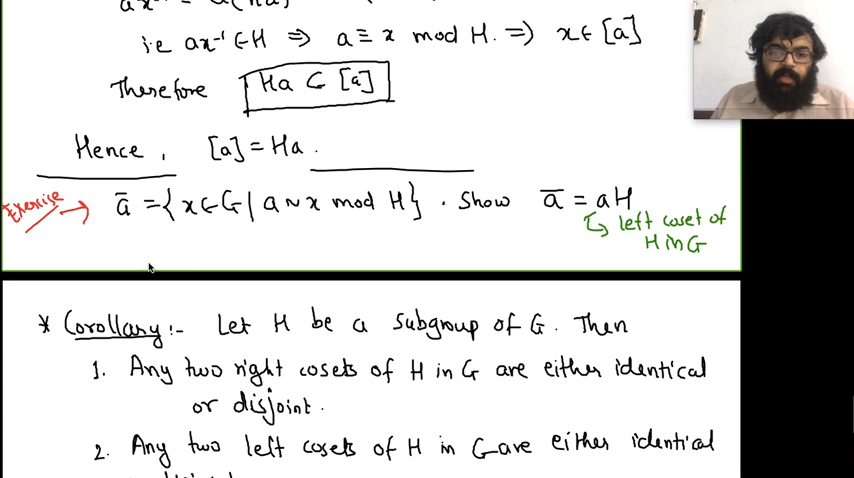 i.e ax⁻¹ ∈ H ⇒ a ≡ x mod H. ⇒ x ∈ [a]
Therefore Ha ⊂ [a]
Hence, [a] = Ha.
Exercise → ā = { x ∈ G | a ~ x mod H } . Show ā = aH
left coset of
H in G
* Corollary :- Let H be a subgroup of G. Then
1. Any two right cosets of H in G are either identical
or disjoint.
2. Any two left cosets of H in G are either identical